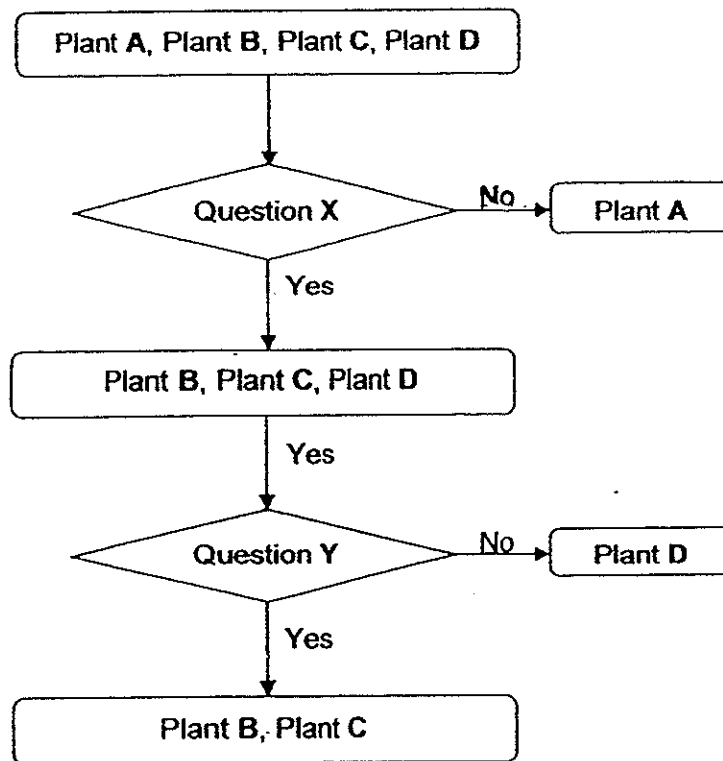 Plant A, Plant B, Plant C, Plant D
Question X
No
Plant A
Yes
Plant B, Plant C, Plant D
Yes
Question Y
No
Plant D
Yes
Plant B, Plant C